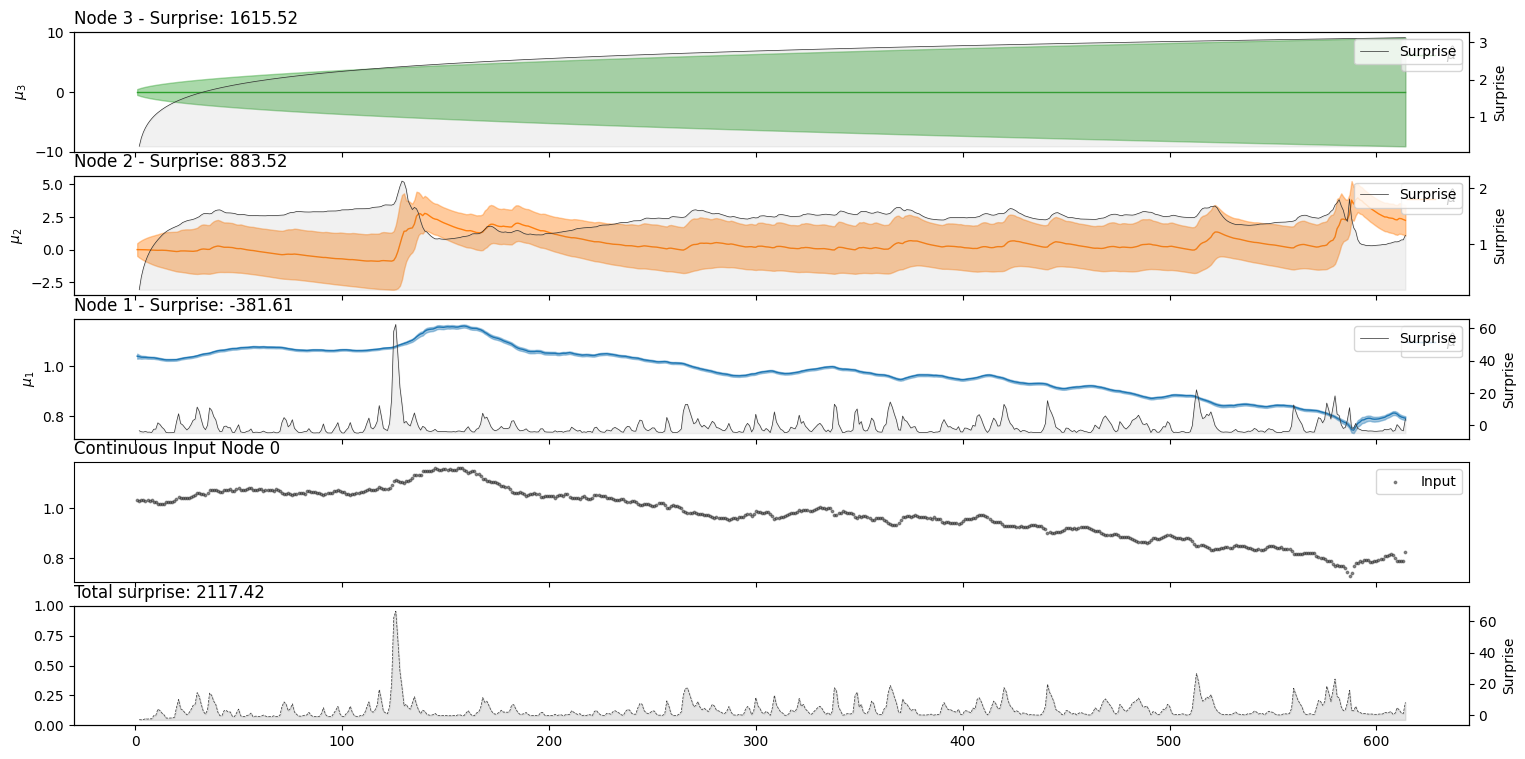 Node 3 - Surprise: 1615.52
10
0
−10
μ3
Surprise
μ
3
2
1
Surprise
Node 2 - Surprise: 883.52
5.0
2.5
0.0
−2.5
μ2
Surprise
μ
2
1
Surprise
Node 1 - Surprise: -381.61
1.0
0.8
μ1
Surprise
μ
60
40
20
0
Surprise
Continuous Input Node 0
1.0
0.8
Input
Total surprise: 2117.42
1.00
0.75
0.50
0.25
0.00
60
40
20
0
Surprise
0 100 200 300 400 500 600